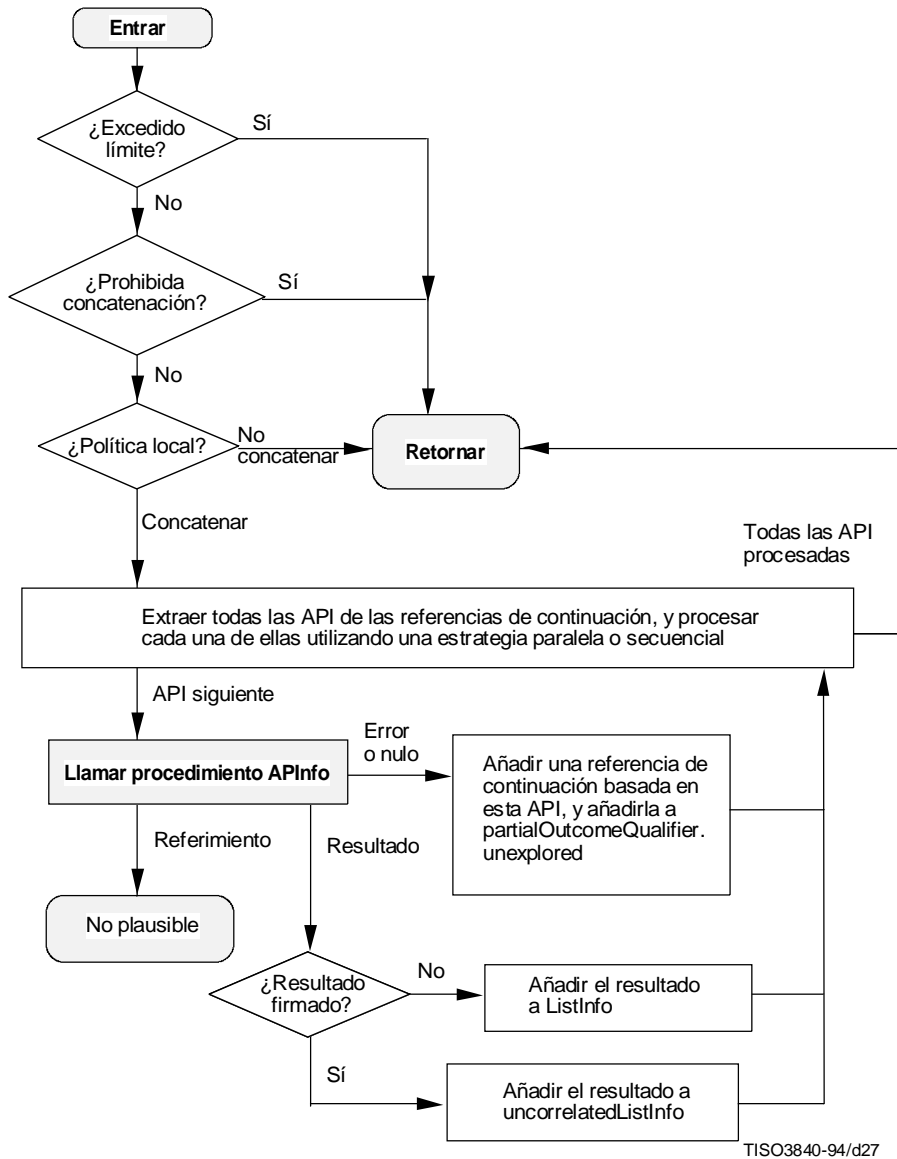 Entrar
¿Excedido
límite?
Sí
No
¿Prohibida
concatenación?
Sí
No
¿Política local?
No
concatenar
Retornar
Concatenar
Todas las API
procesadas
Extraer todas las API de las referencias de continuación, y procesar
cada una de ellas utilizando una estrategia paralela o secuencial
API siguiente
Llamar procedimiento APInfo
Error
o nulo
Añadir una referencia de
continuación basada en
esta API, y añadirla a
partialOutcomeQualifier.
unexplored
Referimiento
Resultado
No plausible
¿Resultado
firmado?
No
Añadir el resultado
a ListInfo
Sí
Añadir el resultado a
uncorrelatedListInfo
TISO3840-94/d27